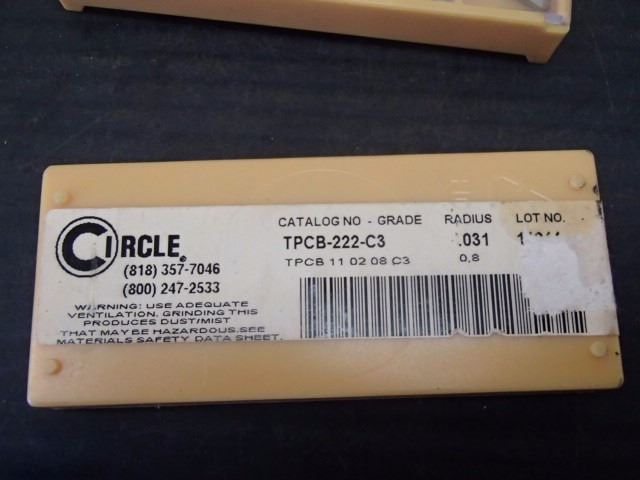 CIRCLE®
(818) 357-7046
(800) 247-2533
WARNING: USE ADEQUATE
VENTILATION. GRINDING THIS
PRODUCES DUST/MIST
THAT MAY BE HAZARDOUS. SEE
MATERIALS SAFETY DATA SHEET.
CATALOG NO - GRADE RADIUS LOT NO.
TPCB-222-C3 .031
TPCB 11 02 08 C3 0,8